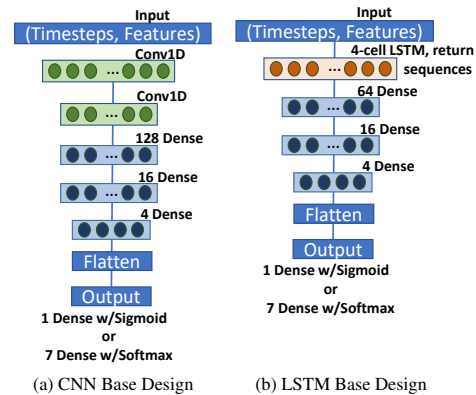 Input
(Timesteps, Features)
Conv1D
...
Conv1D
...
128 Dense
...
16 Dense
...
4 Dense
Flatten
Output
1 Dense w/Sigmoid
or
7 Dense w/Softmax
(a) CNN Base Design
Input
(Timesteps, Features)
4-cell LSTM, return
sequences
...
64 Dense
...
16 Dense
...
4 Dense
Flatten
Output
1 Dense w/Sigmoid
or
7 Dense w/Softmax
(b) LSTM Base Design